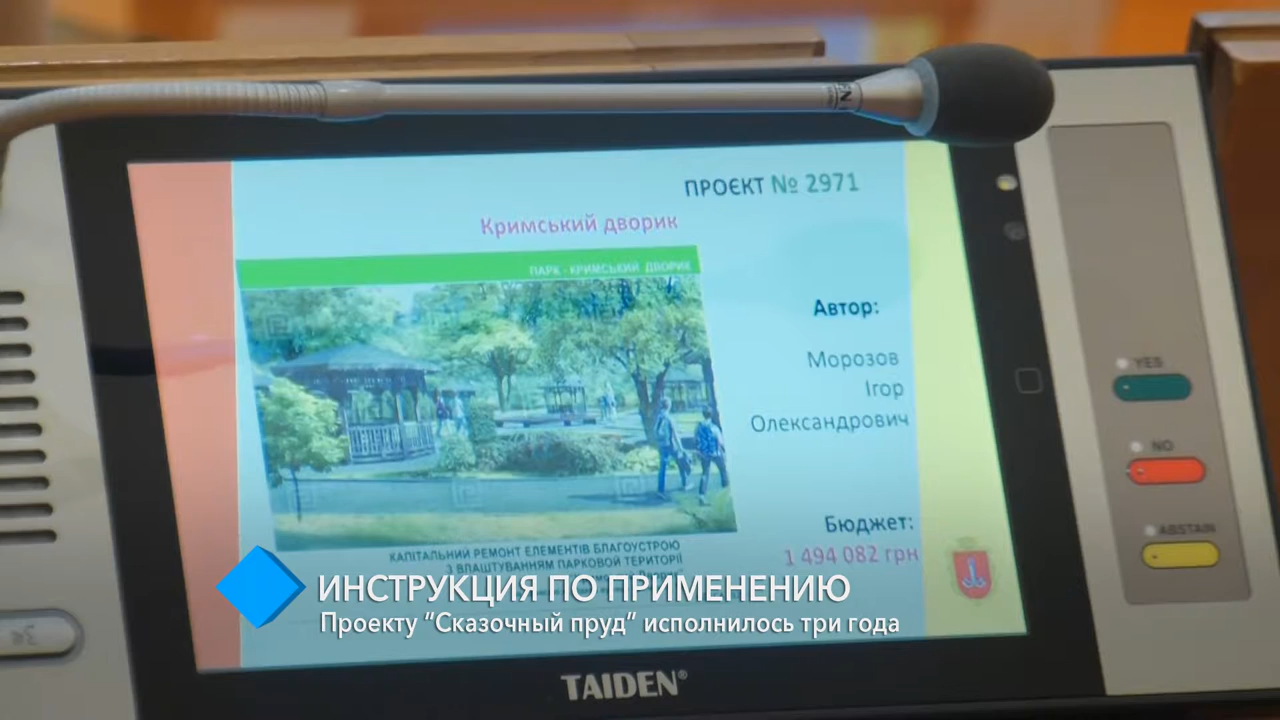 ПРОЄКТ № 2971
Кримський дворик
ПАРК - КРИМСЬКИЙ ДВОРИК
Автор:
Морозов
Ігор
Олександрович
Бюджет:
1 494 082 грн
КАПІТАЛЬНИЙ РЕМОНТ ЕЛЕМЕНТІВ БЛАГОУСТРОЮ
З ВЛАШТУВАННЯМ ПАРКОВОЇ ТЕРИТОРІЇ
Дворик"
YES
NO
ABSTAIN
ИНСТРУКЦИЯ ПО ПРИМЕНЕНИЮ
Проекту “Сказочный пруд” исполнилось три года
TAIDEN®